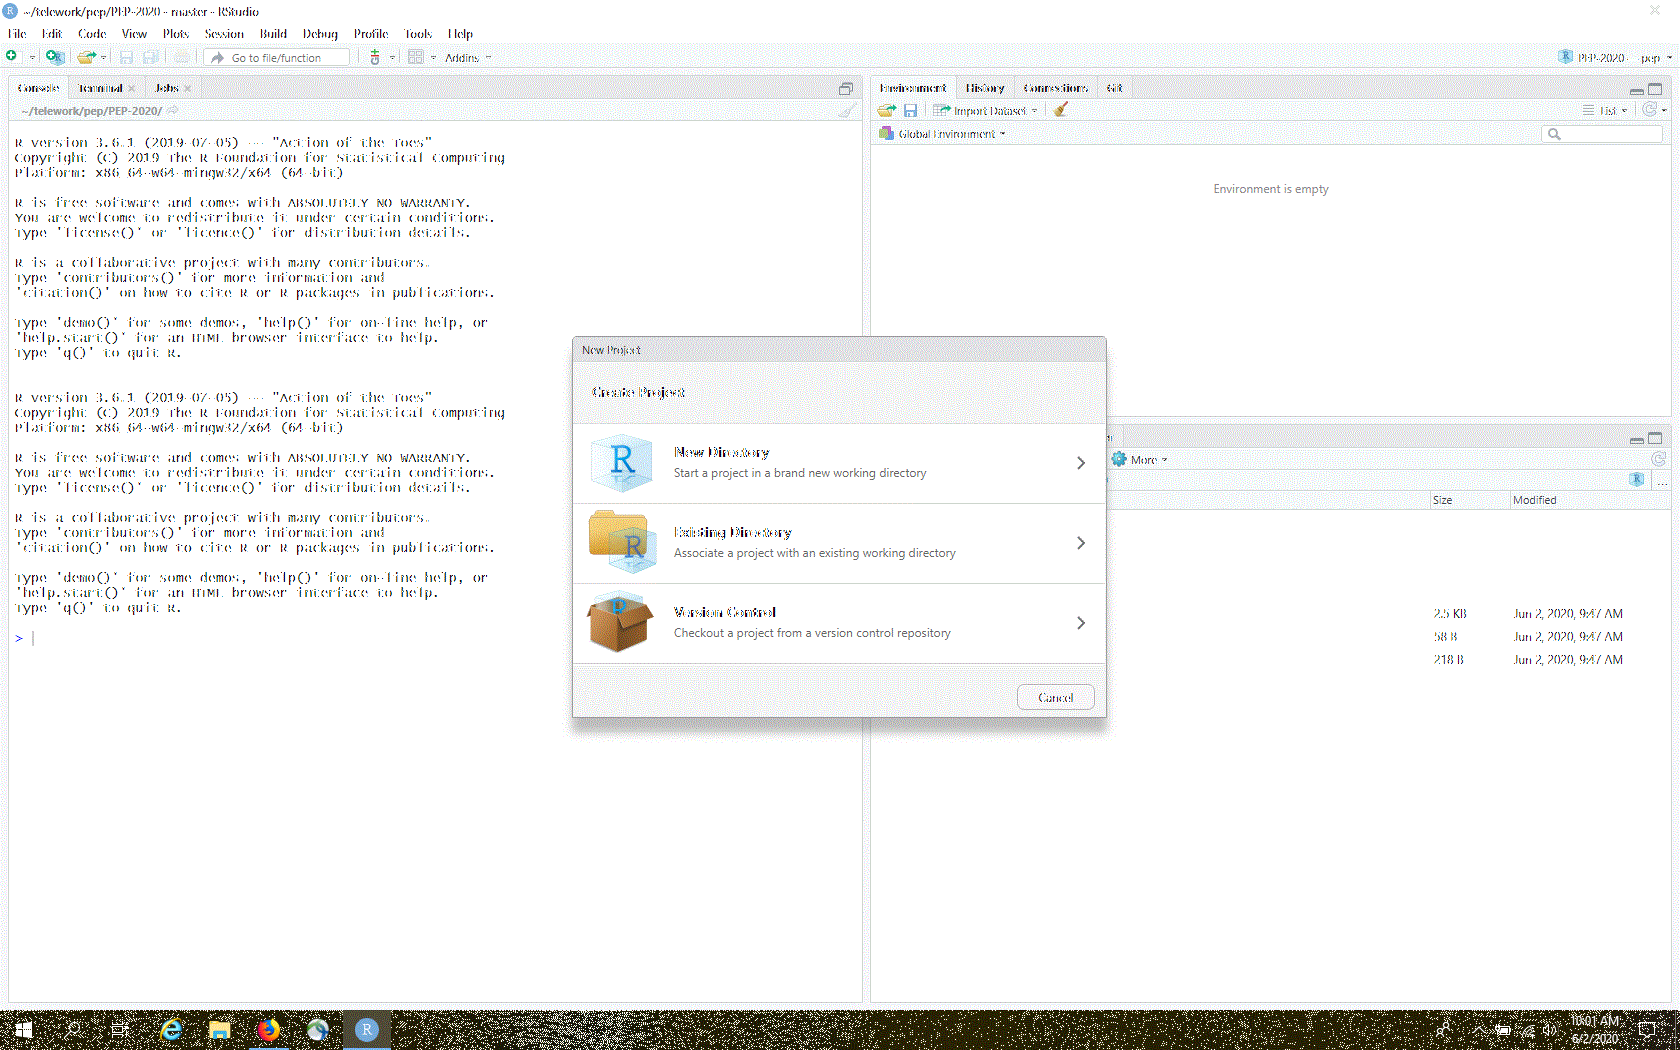 ~/telework/pep/PEP-2020 - master - RStudio
File Edit Code View Plots Session Build Debug Profile Tools Help
Go to file/function Addins PEP-2020 - pep
Console Terminal Jobs
~/telework/pep/PEP-2020/
R version 3.6.1 (2019-07-05) -- "Action of the Toes"
Copyright (C) 2019 The R Foundation for Statistical Computing
Platform: x86_64-w64-mingw32/x64 (64-bit)
R is free software and comes with ABSOLUTELY NO WARRANTY.
You are welcome to redistribute it under certain conditions.
Type 'license()' or 'licence()' for distribution details.
R is a collaborative project with many contributors.
Type 'contributors()' for more information and
'citation()' on how to cite R or R packages in publications.
Type 'demo()' for some demos, 'help()' for on-line help, or
'help.start()' for an HTML browser interface to help.
Type 'q()' to quit R.
R version 3.6.1 (2019-07-05) -- "Action of the Toes"
Copyright (C) 2019 The R Foundation for Statistical Computing
Platform: x86_64-w64-mingw32/x64 (64-bit)
R is free software and comes with ABSOLUTELY NO WARRANTY.
You are welcome to redistribute it under certain conditions.
Type 'license()' or 'licence()' for distribution details.
R is a collaborative project with many contributors.
Type 'contributors()' for more information and
'citation()' on how to cite R or R packages in publications.
Type 'demo()' for some demos, 'help()' for on-line help, or
'help.start()' for an HTML browser interface to help.
Type 'q()' to quit R.
>
Environment History Connections Git
Import Dataset List
Global Environment
Environment is empty
New Project
Create Project
New Directory
Start a project in a brand new working directory
Existing Directory
Associate a project with an existing working directory
Version Control
Checkout a project from a version control repository
Cancel
More
...
Size Modified
2.5 KB Jun 2, 2020, 9:47 AM
58 B Jun 2, 2020, 9:47 AM
218 B Jun 2, 2020, 9:47 AM
10:01 AM
6/2/2020